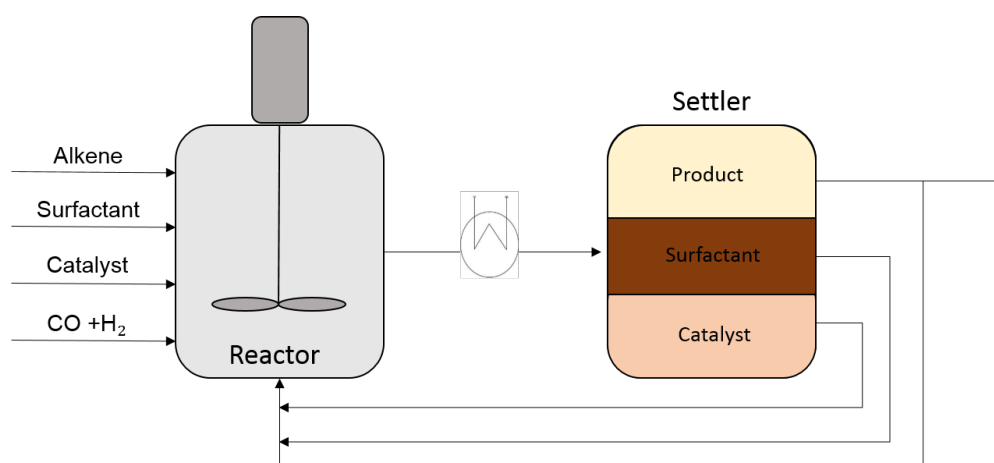 Settler
Alkene
Product
Surfactant
Surfactant
Catalyst
CO +H₂
Catalyst
Reactor